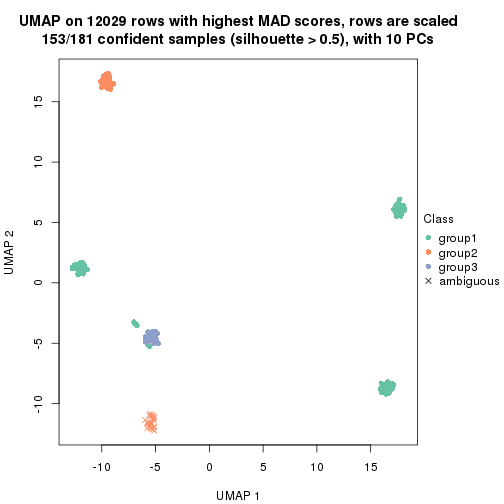 UMAP on 12029 rows with highest MAD scores, rows are scaled
153/181 confident samples (silhouette > 0.5), with 10 PCs
15
10
5
0
-5
-10
UMAP 2
Class
group1
group2
group3
ambiguous
-10 -5 0 5 10 15
UMAP 1